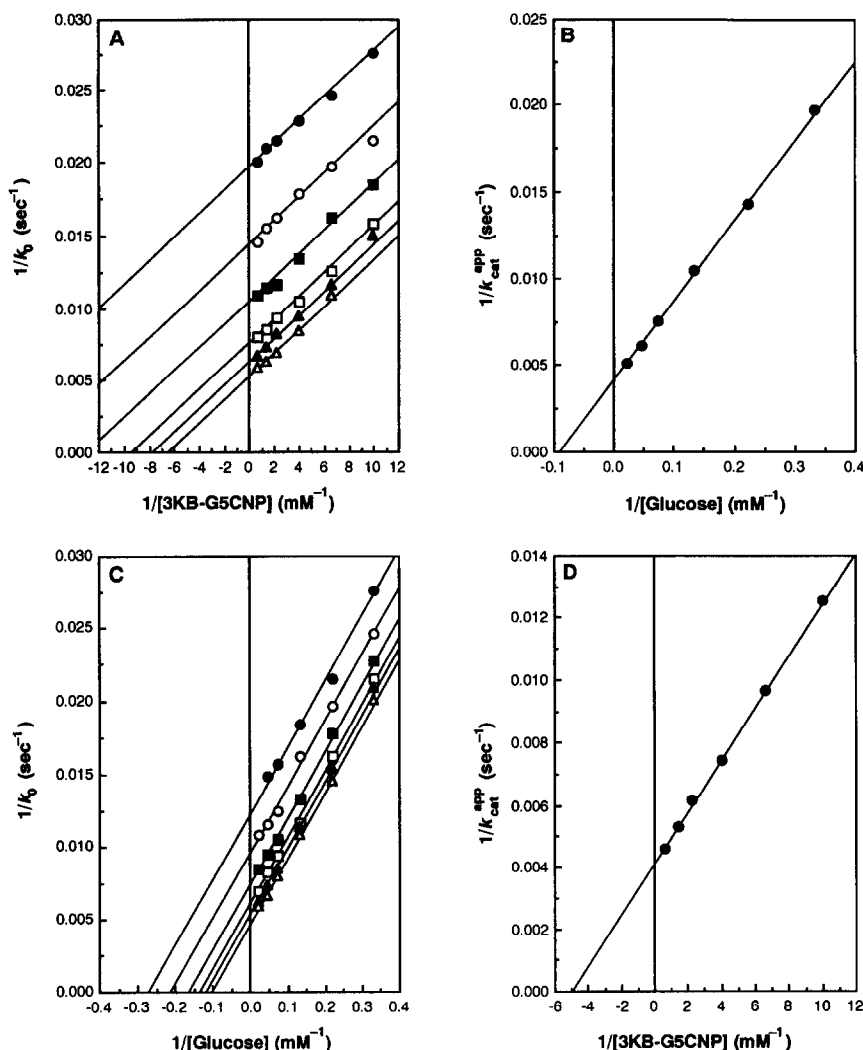 A
0.030
0.025
0.020
0.015
0.010
0.005
0.000
1/k₀ (sec⁻¹)
-12 -10 -8 -6 -4 -2 0 2 4 6 8 10 12
1/[3KB-G5CNP] (mM⁻¹)
B
0.025
0.020
0.015
0.010
0.005
0.000
1/k_cat^app (sec⁻¹)
-0.1 0.0 0.1 0.2 0.3 0.4
1/[Glucose] (mM⁻¹)
C
0.030
0.025
0.020
0.015
0.010
0.005
0.000
1/k₀ (sec⁻¹)
-0.4 -0.3 -0.2 -0.1 0.0 0.1 0.2 0.3 0.4
1/[Glucose] (mM⁻¹)
D
0.014
0.012
0.010
0.008
0.006
0.004
0.002
0.000
1/k_cat^app (sec⁻¹)
-6 -4 -2 0 2 4 6 8 10 12
1/[3KB-G5CNP] (mM⁻¹)